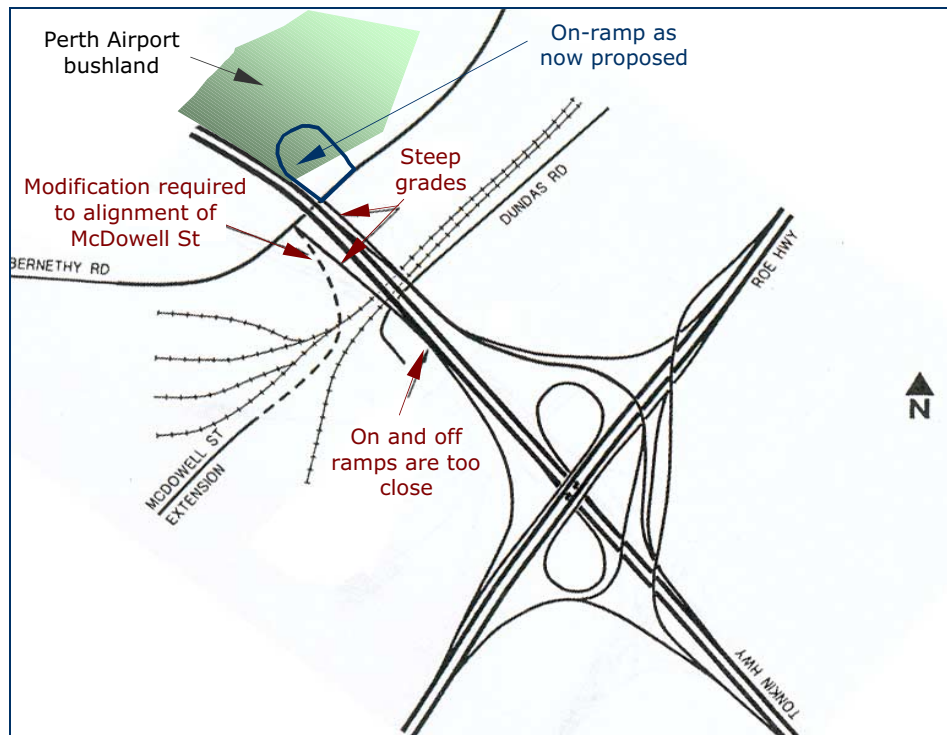 Perth Airport
bushland
On-ramp as
now proposed
Steep
grades
Modification required
to alignment of
McDowell St
DUNDAS RD
ROE HWY
BERNETHY RD
N
On and off
ramps are too
close
MCDOWELL ST
EXTENSION
TONKIN HWY